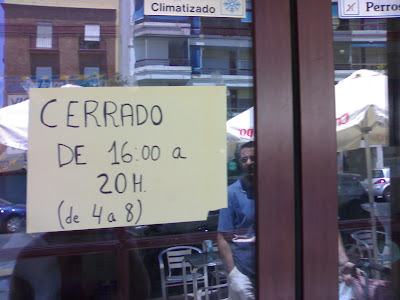 Climatizado
Perros
CERRADO
DE 16:00 a
20H.
(de 4 a 8)